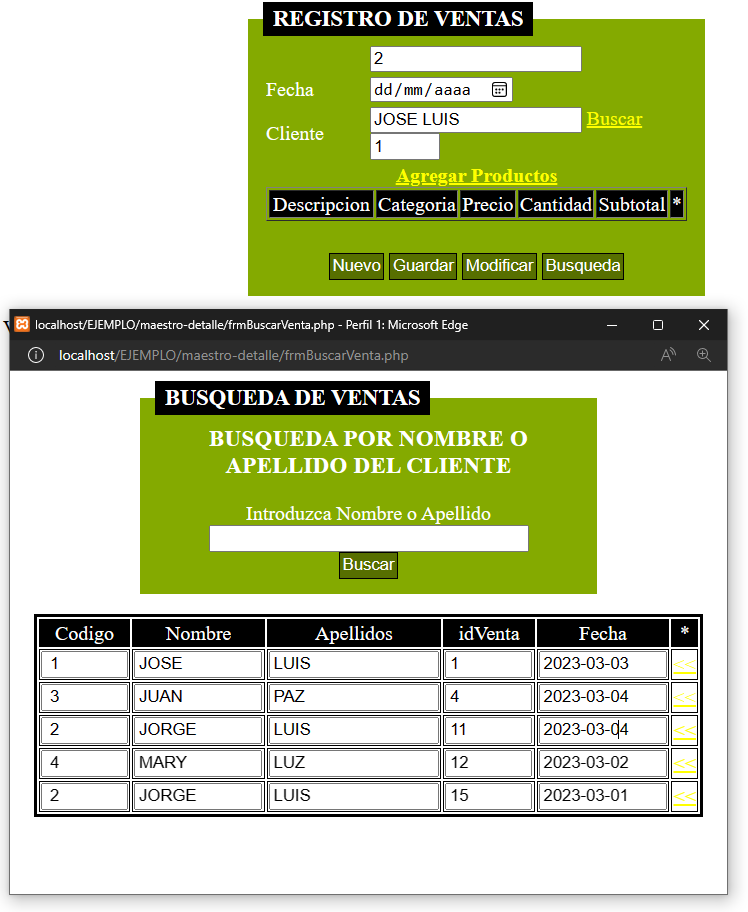 REGISTRO DE VENTAS
2
Fecha dd/mm/aaaa
JOSE LUIS Buscar
Cliente
1
Agregar Productos
Descripcion Categoria Precio Cantidad Subtotal *
Nuevo Guardar Modificar Busqueda
localhost/EJEMPLO/maestro-detalle/frmBuscarVenta.php - Perfil 1: Microsoft Edge
localhost/EJEMPLO/maestro-detalle/frmBuscarVenta.php
BUSQUEDA DE VENTAS
BUSQUEDA POR NOMBRE O
APELLIDO DEL CLIENTE
Introduzca Nombre o Apellido
Buscar
Codigo Nombre Apellidos idVenta Fecha *
1 JOSE LUIS 1 2023-03-03 <<
3 JUAN PAZ 4 2023-03-04 <<
2 JORGE LUIS 11 2023-03-04 <<
4 MARY LUZ 12 2023-03-02 <<
2 JORGE LUIS 15 2023-03-01 <<